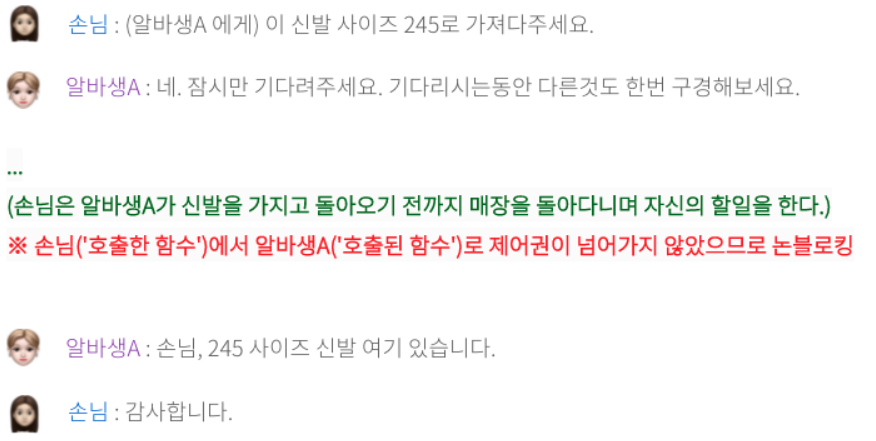 손님 : (알바생A 에게) 이 신발 사이즈 245로 가져다주세요.
알바생A : 네. 잠시만 기다려주세요. 기다리시는동안 다른것도 한번 구경해보세요.
...
(손님은 알바생A가 신발을 가지고 돌아오기 전까지 매장을 돌아다니며 자신의 할일을 한다.)
※ 손님('호출한 함수')에서 알바생A('호출된 함수')로 제어권이 넘어가지 않았으므로 논블로킹
알바생A : 손님, 245 사이즈 신발 여기 있습니다.
손님 : 감사합니다.